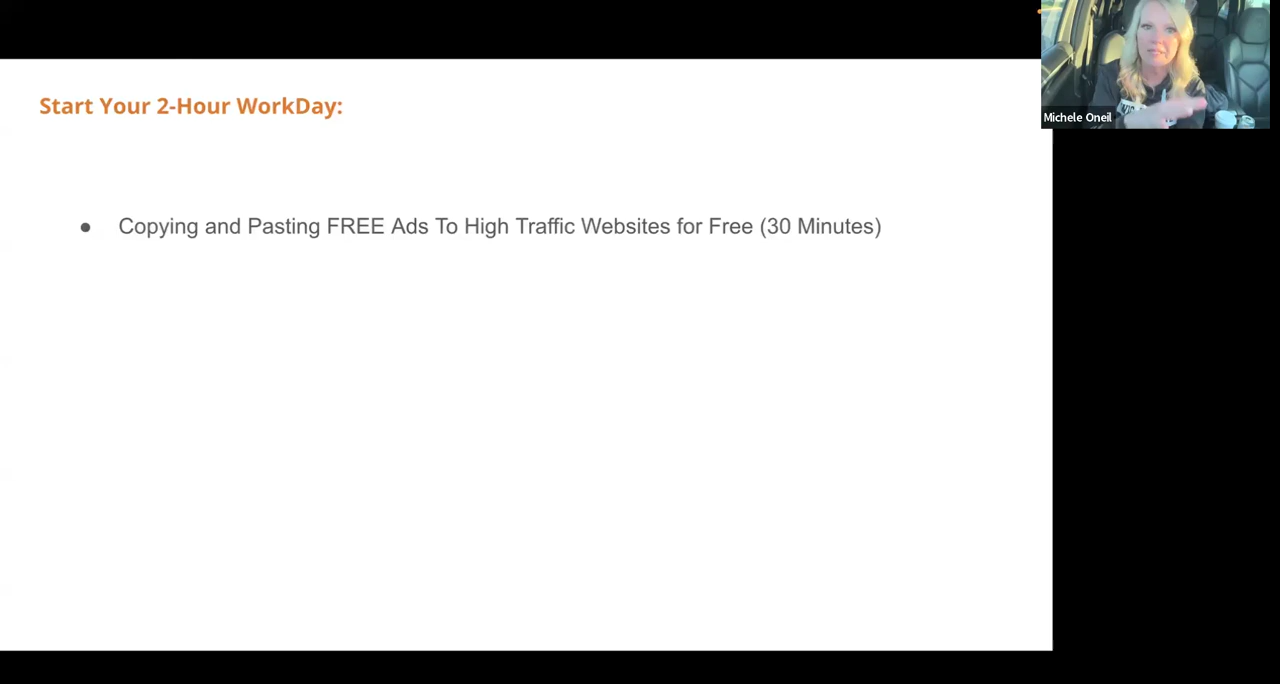 Start Your 2-Hour WorkDay:
Michele Oneil
● Copying and Pasting FREE Ads To High Traffic Websites for Free (30 Minutes)